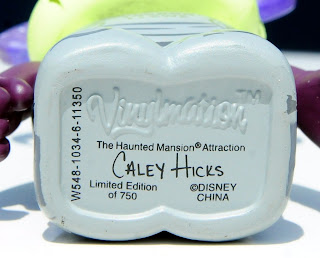 Vinylmation™
The Haunted Mansion® Attraction
CALEY HICKS
Limited Edition
of 750
©DISNEY
CHINA
W548-1034-6-11350